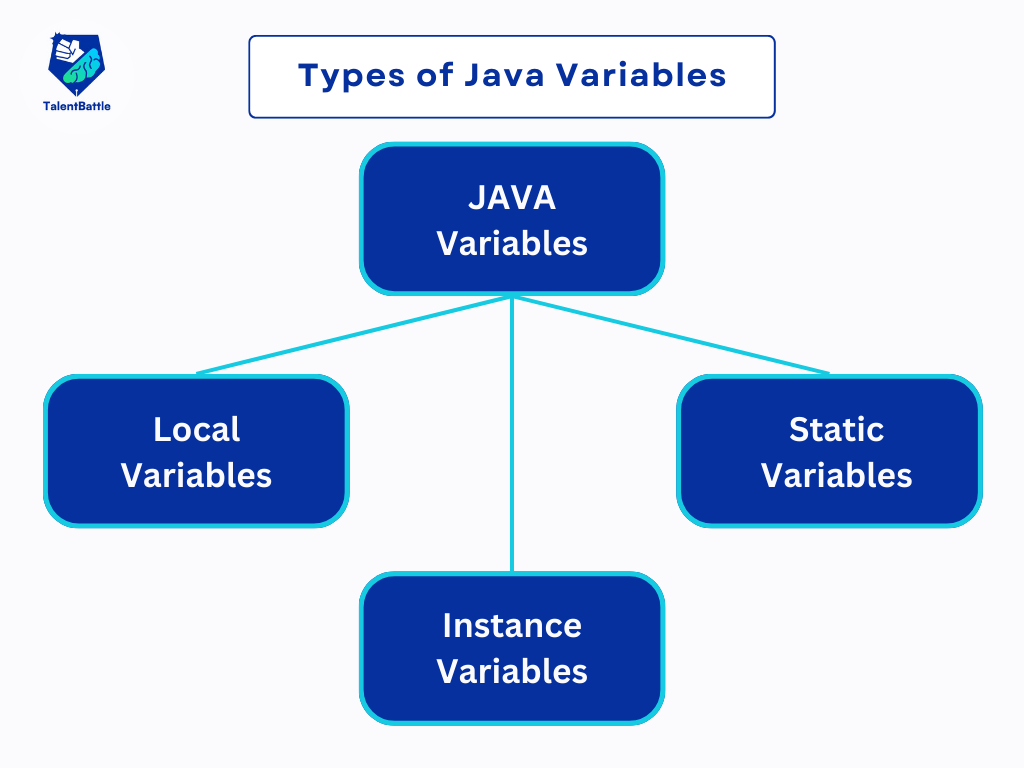 TalentBattle
Types of Java Variables
JAVA
Variables
Local
Variables
Static
Variables
Instance
Variables